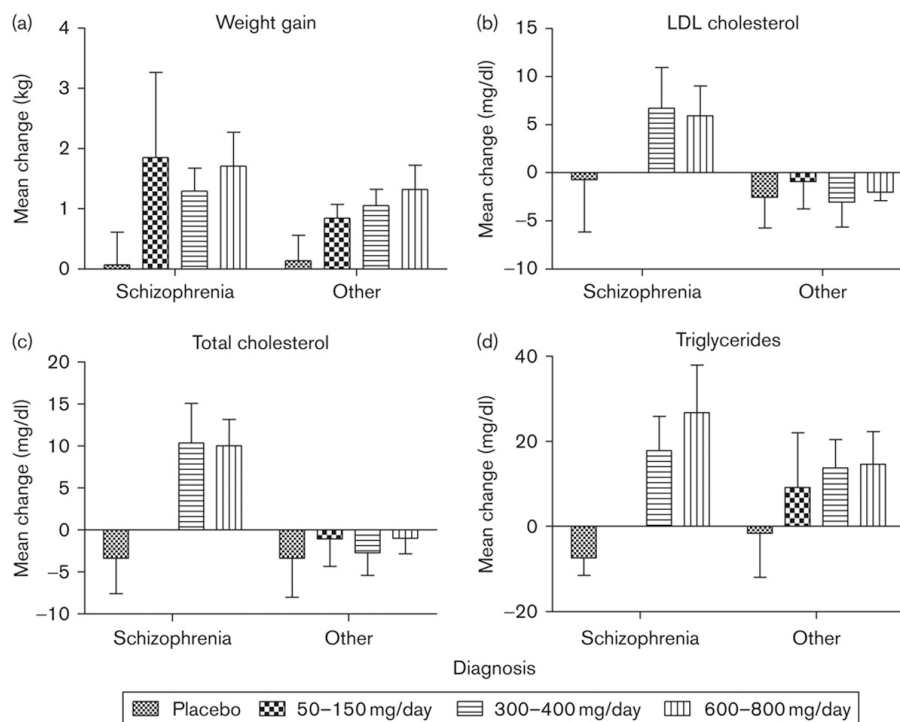 (a) Weight gain
Mean change (kg)
4
3
2
1
0
Schizophrenia Other
(b) LDL cholesterol
Mean change (mg/dl)
15
10
5
0
−5
−10
Schizophrenia Other
(c) Total cholesterol
Mean change (mg/dl)
20
15
10
5
0
−5
−10
Schizophrenia Other
(d) Triglycerides
Mean change (mg/dl)
40
20
0
−20
Schizophrenia Other
Diagnosis
Placebo 50–150 mg/day 300–400 mg/day 600–800 mg/day